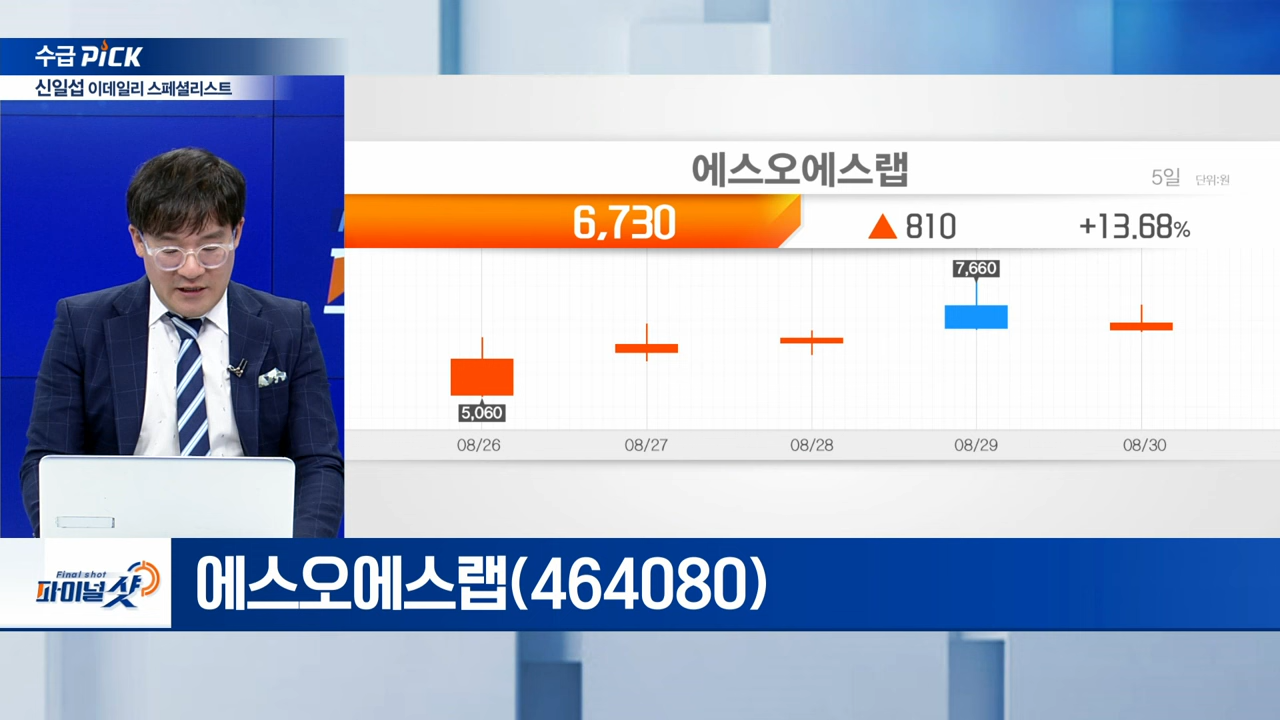 수급 PiCK
신일섭 이데일리 스페셜리스트
에스오에스랩
5일 단위:원
6,730 ▲ 810 +13.68%
7,660
5,060
08/26 08/27 08/28 08/29 08/30
Final shot
파이널샷
에스오에스랩(464080)